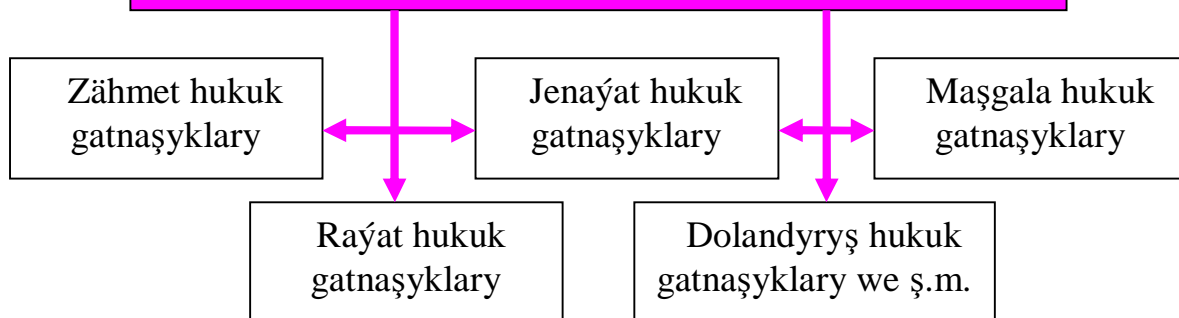 Zähmet hukuk
gatnaşyklary
Jenaýat hukuk
gatnaşyklary
Maşgala hukuk
gatnaşyklary
Raýat hukuk
gatnaşyklary
Dolandyryş hukuk
gatnaşyklary we ş.m.